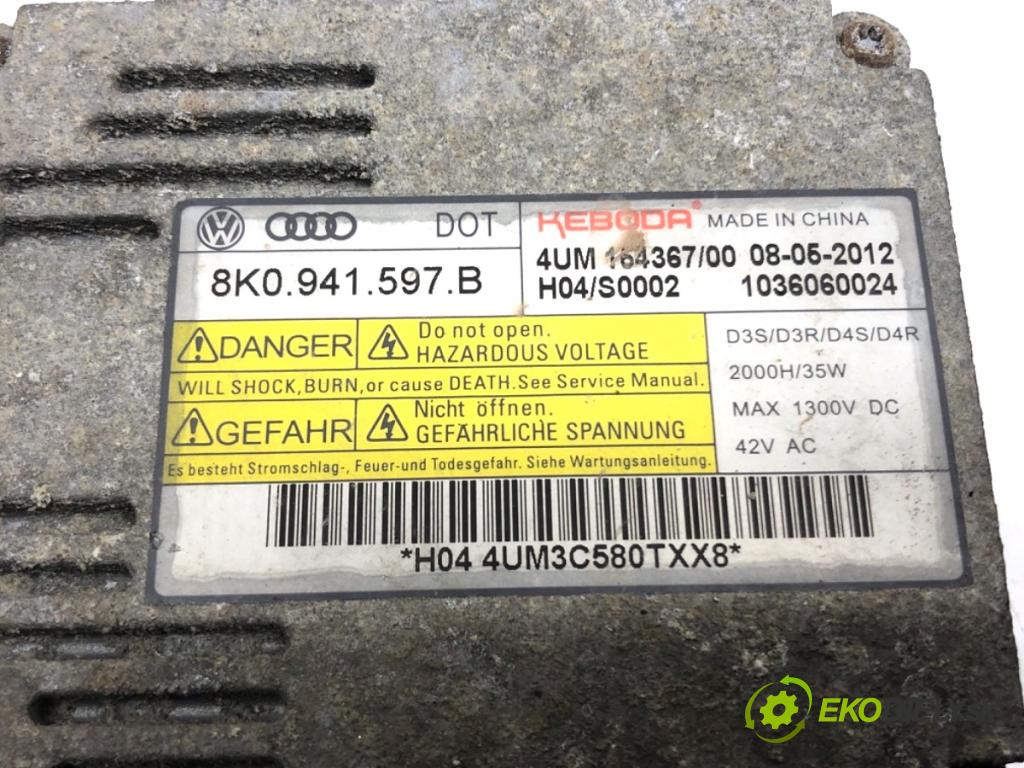 DOT
8K0.941.597.B
KEBODA MADE IN CHINA
4UM 164367/00 08-05-2012
H04/S0002 1036060024
DANGER
Do not open.
HAZARDOUS VOLTAGE
WILL SHOCK, BURN, or cause DEATH. See Service Manual.
GEFAHR
Nicht öffnen.
GEFÄHRLICHE SPANNUNG
Es besteht Stromschlag-, Feuer-und Todesgefahr. Siehe Wartungsanleitung.
D3S/D3R/D4S/D4R
2000H/35W
MAX 1300V DC
42V AC
*H04 4UM3C580TXX8*
EKO